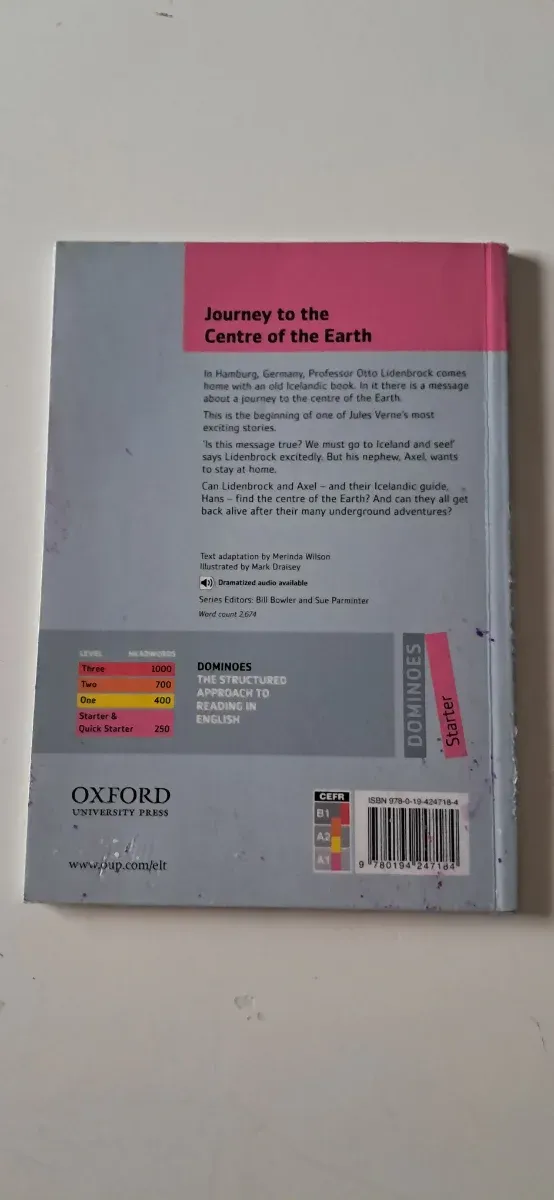 Journey to the
Centre of the Earth
In Hamburg, Germany, Professor Otto Lidenbrock comes
home with an old Icelandic book. In it there is a message
about a journey to the centre of the Earth.
This is the beginning of one of Jules Verne's most
exciting stories.
'Is this message true? We must go to Iceland and see!'
says Lidenbrock excitedly. But his nephew, Axel, wants
to stay at home.
Can Lidenbrock and Axel – and their Icelandic guide,
Hans – find the centre of the Earth? And can they all get
back alive after their many underground adventures?
Text adaptation by Merinda Wilson
Illustrated by Mark Draisey
Dramatized audio available
Series Editors: Bill Bowler and Sue Parminter
Word count 2,674
LEVEL HEADWORDS
Three 1000
Two 700
One 400
Starter &
Quick Starter 250
DOMINOES
THE STRUCTURED
APPROACH TO
READING IN
ENGLISH
DOMINOES
Starter
OXFORD
UNIVERSITY PRESS
www.oup.com/elt
CEFR
B1
A2
A1
ISBN 978-0-19-424718-4
9 780194 247184